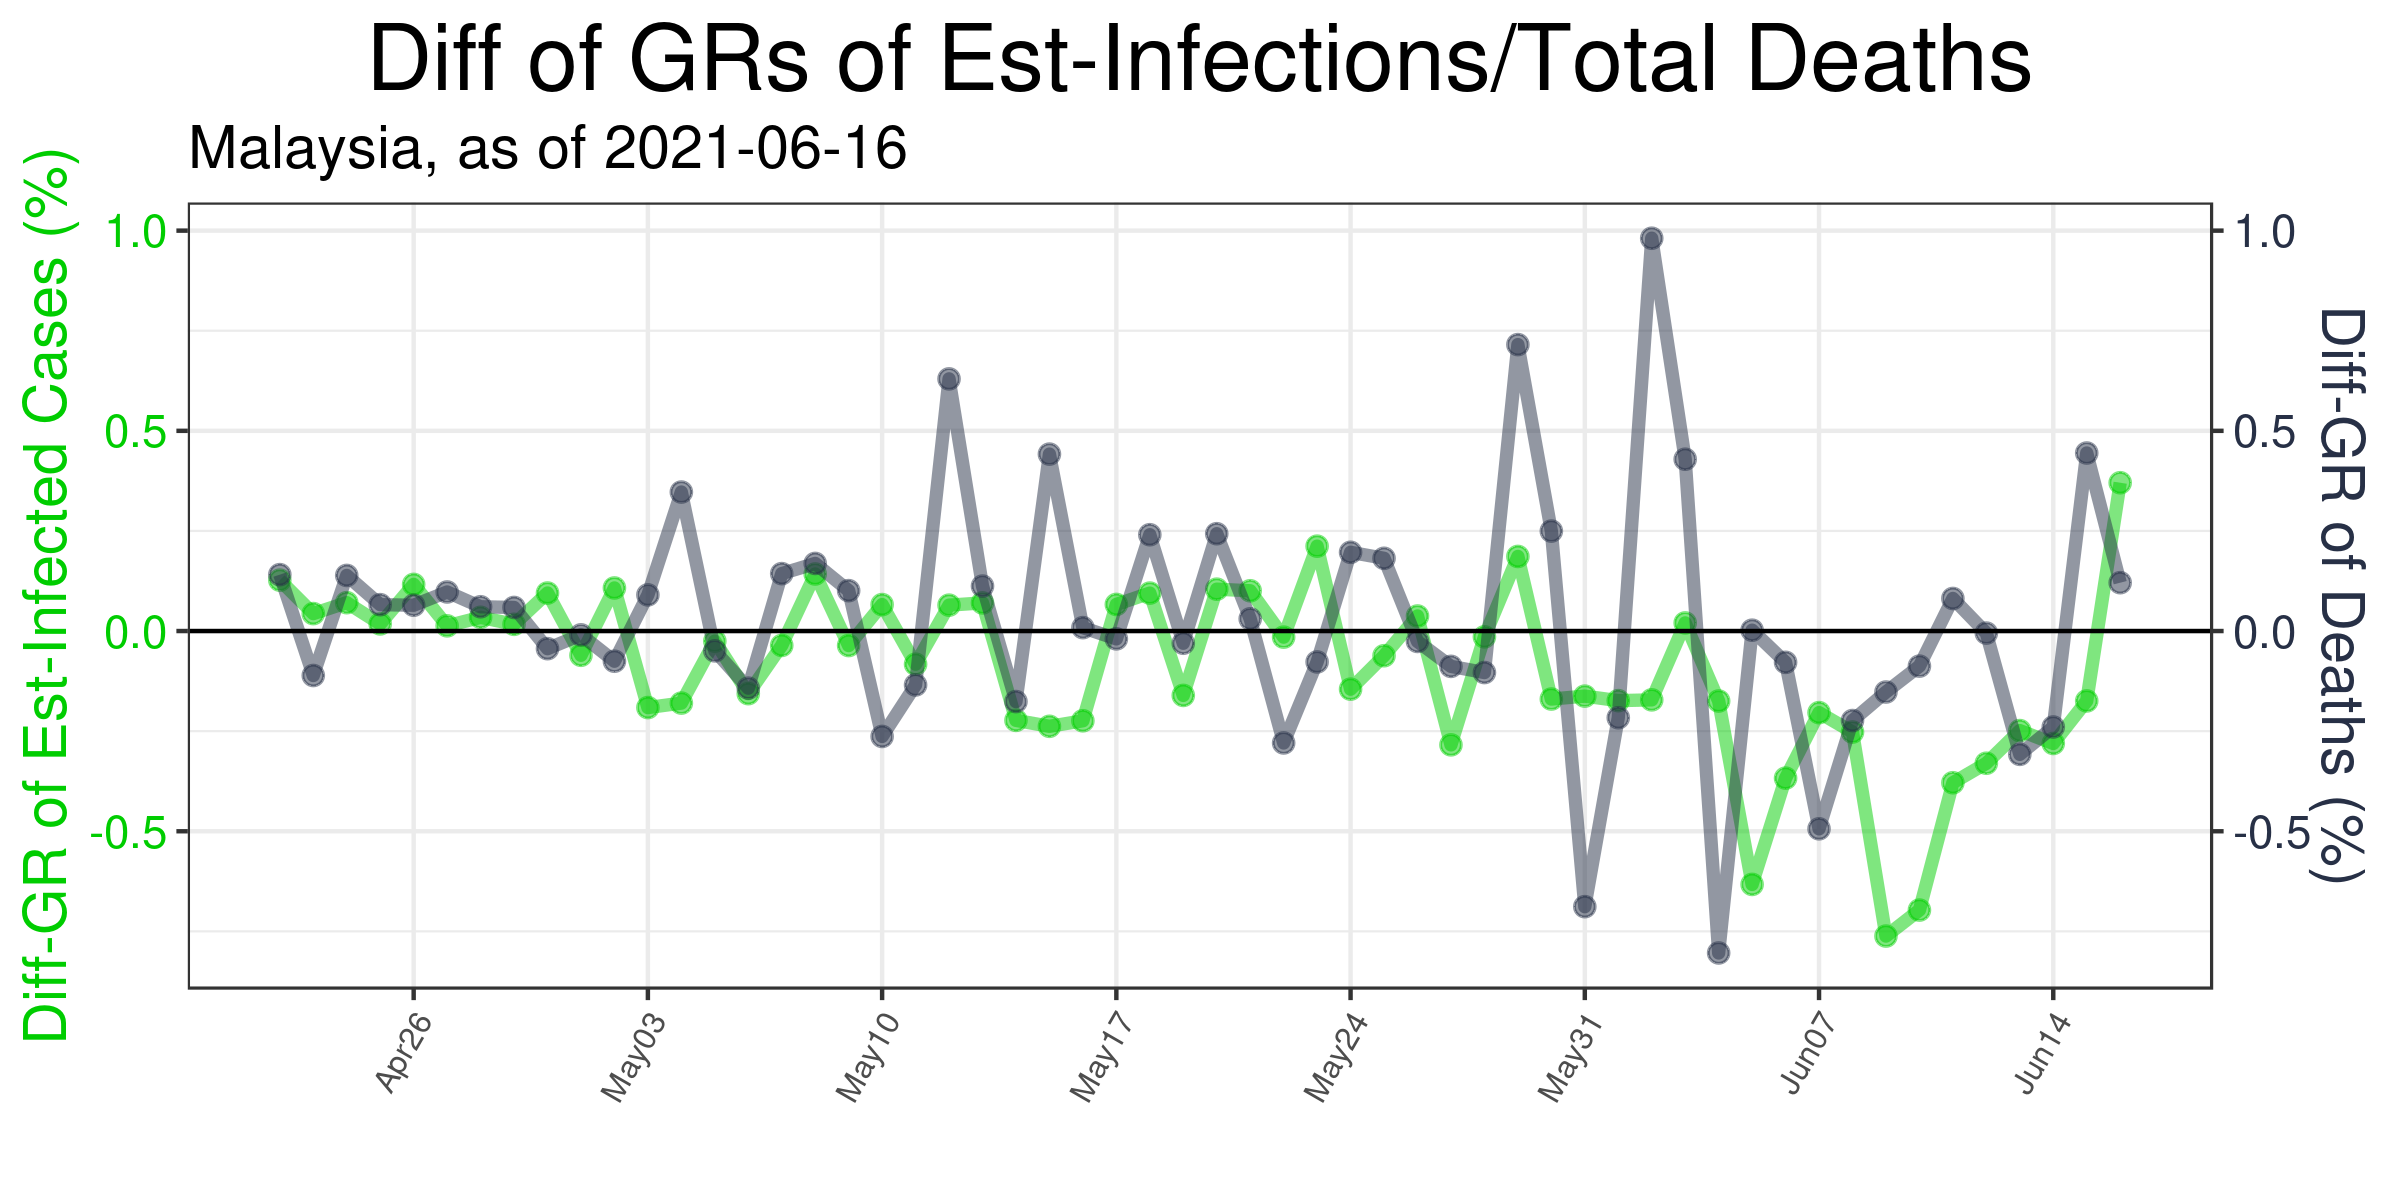 Diff of GRs of Est-Infections/Total Deaths
Malaysia, as of 2021-06-16
Diff-GR of Est-Infected Cases (%)
1.0
0.5
0.0
-0.5
1.0
0.5
0.0
-0.5
Diff-GR of Deaths (%)
Apr26
May03
May10
May17
May24
May31
Jun07
Jun14